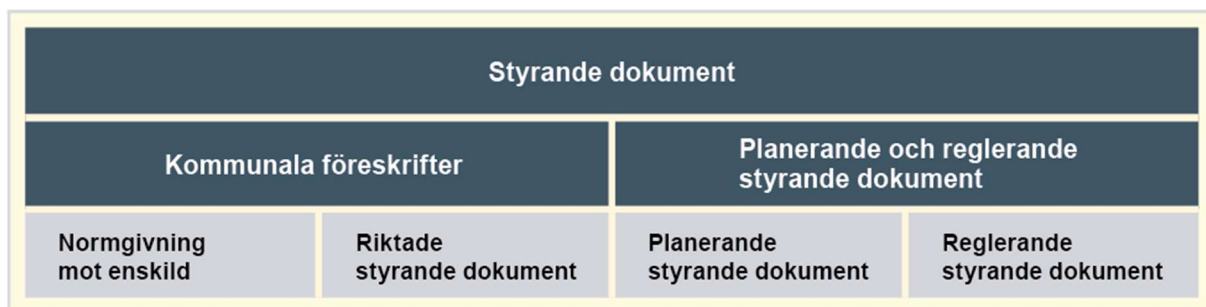 Styrande dokument
Kommunala föreskrifter
Planerande och reglerande
styrande dokument
Normgivning
mot enskild
Riktade
styrande dokument
Planerande
styrande dokument
Reglerande
styrande dokument